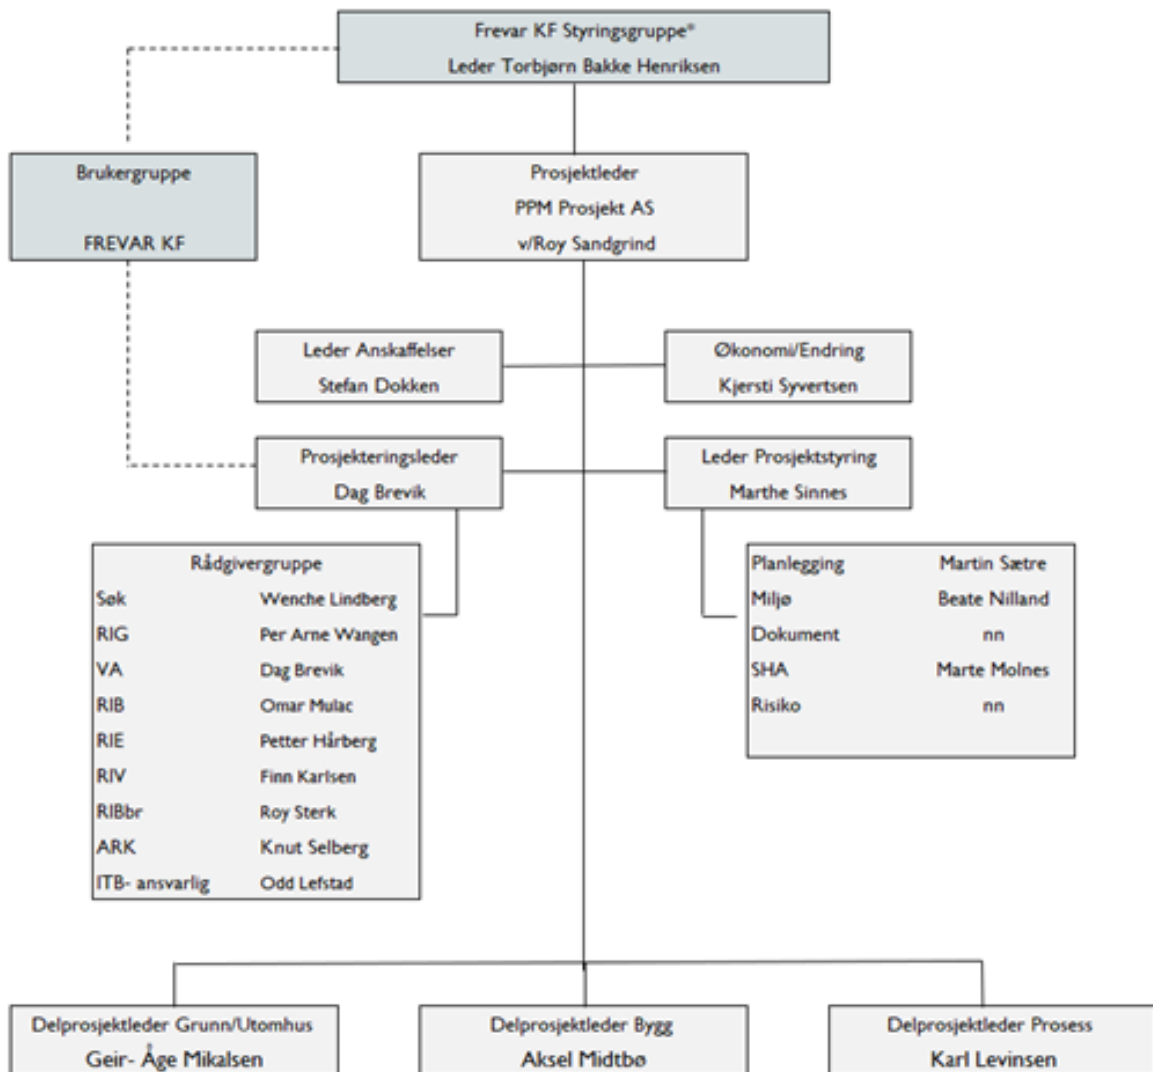 Frevar KF Styringsgruppe*
Leder Torbjørn Bakke Henriksen
Brukergruppe
FREVAR KF
Prosjektleder
PPM Prosjekt AS
v/Roy Sandgrind
Leder Anskaffelser
Stefan Dokken
Økonomi/Endring
Kjersti Syvertsen
Prosjekteringsleder
Dag Brevik
Leder Prosjektstyring
Marthe Sinnes
Rådgivergruppe
Søk Wenche Lindberg
RIG Per Arne Wangen
VA Dag Brevik
RIB Omar Mulac
RIE Petter Hårberg
RIV Finn Karlsen
RIBbr Roy Sterk
ARK Knut Selberg
ITB- ansvarlig Odd Lefstad
Planlegging Martin Sætre
Miljø Beate Nilland
Dokument nn
SHA Marte Molnes
Risiko nn
Delprosjektleder Grunn/Utomhus
Geir- Åge Mikalsen
Delprosjektleder Bygg
Aksel Midtbø
Delprosjektleder Prosess
Karl Levinsen